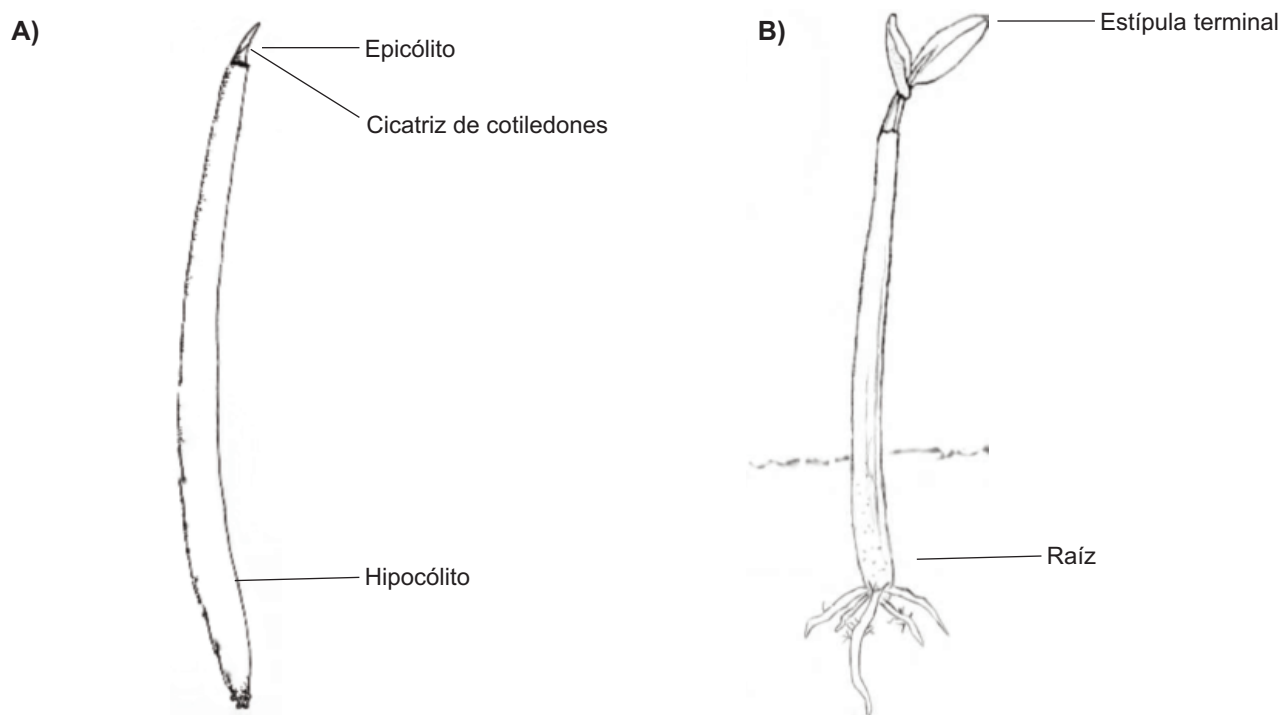 A)
Epicólito
Cicatriz de cotiledones
Hipocólito
B)
Estípula terminal
Raíz